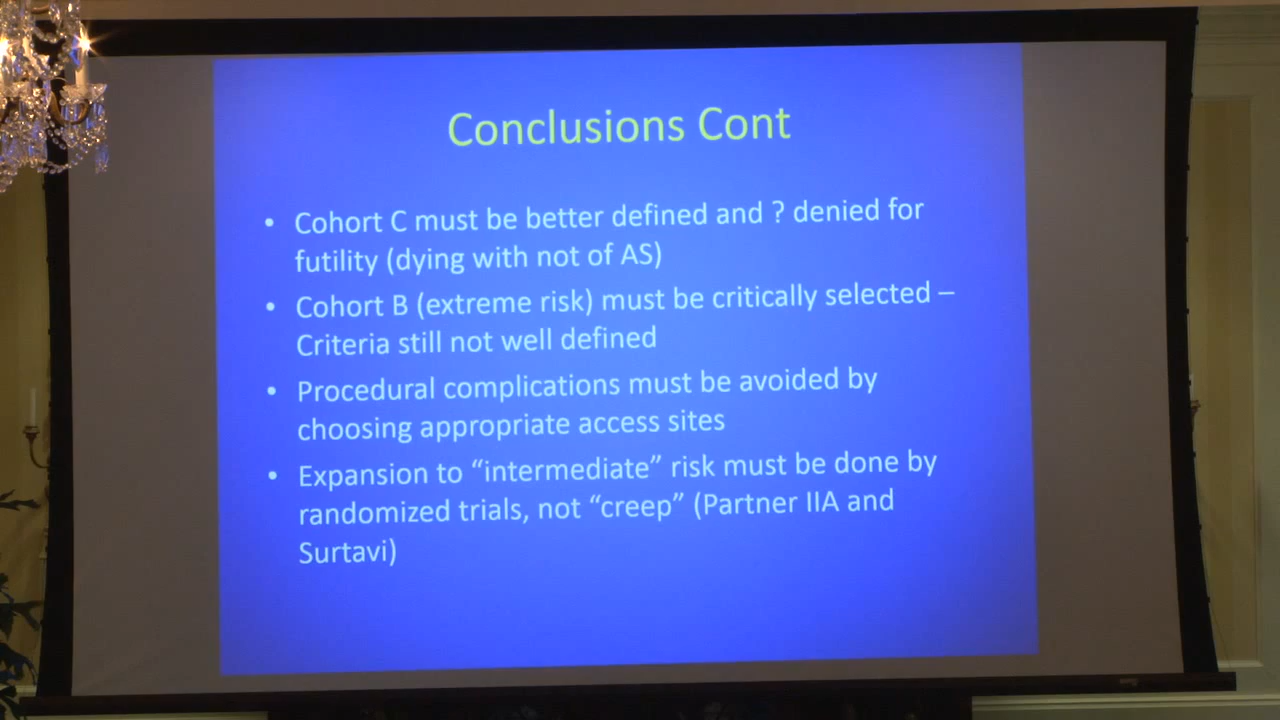 Conclusions Cont
• Cohort C must be better defined and ? denied for
futility (dying with not of AS)
• Cohort B (extreme risk) must be critically selected –
Criteria still not well defined
• Procedural complications must be avoided by
choosing appropriate access sites
• Expansion to “intermediate” risk must be done by
randomized trials, not “creep” (Partner IIA and
Surtavi)